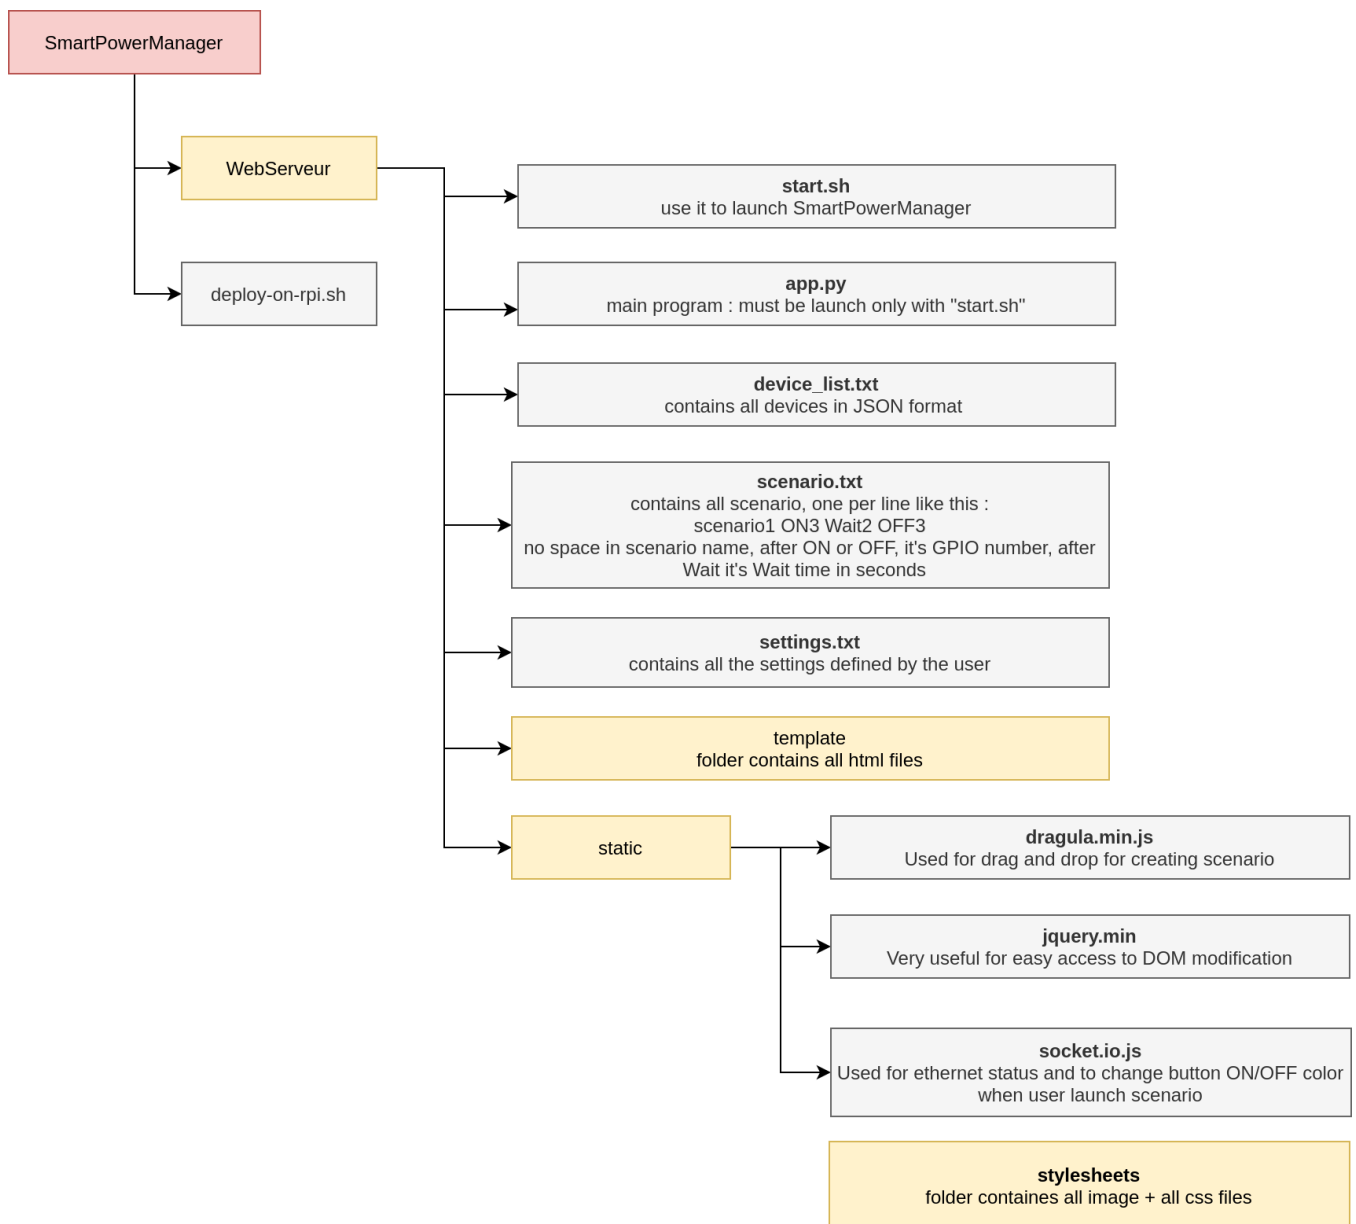 SmartPowerManager
WebServeur
deploy-on-rpi.sh
start.sh
use it to launch SmartPowerManager
app.py
main program : must be launch only with "start.sh"
device_list.txt
contains all devices in JSON format
scenario.txt
contains all scenario, one per line like this :
scenario1 ON3 Wait2 OFF3
no space in scenario name, after ON or OFF, it's GPIO number, after
Wait it's Wait time in seconds
settings.txt
contains all the settings defined by the user
template
folder contains all html files
static
dragula.min.js
Used for drag and drop for creating scenario
jquery.min
Very useful for easy access to DOM modification
socket.io.js
Used for ethernet status and to change button ON/OFF color
when user launch scenario
stylesheets
folder containes all image + all css files